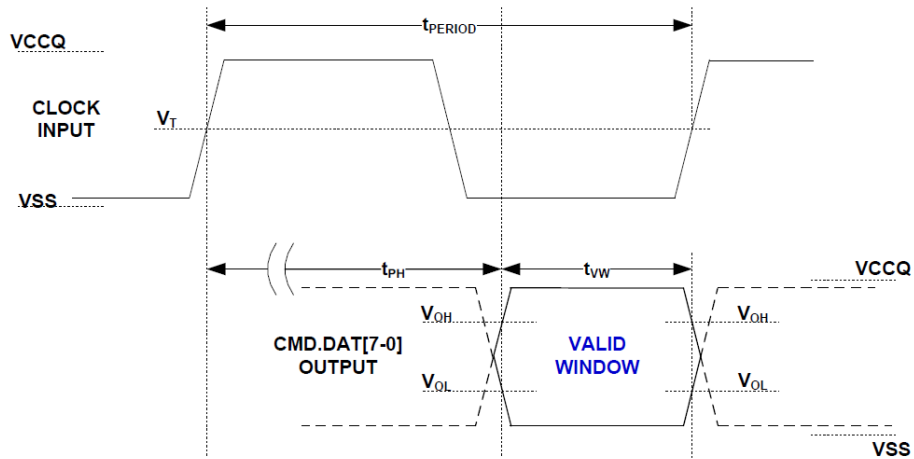 tPERIOD
VCCQ
CLOCK
INPUT
VT
VSS
tPH
tVW
VCCQ
VOH
VOH
CMD.DAT[7-0]
OUTPUT
VALID
WINDOW
VOL
VOL
VSS